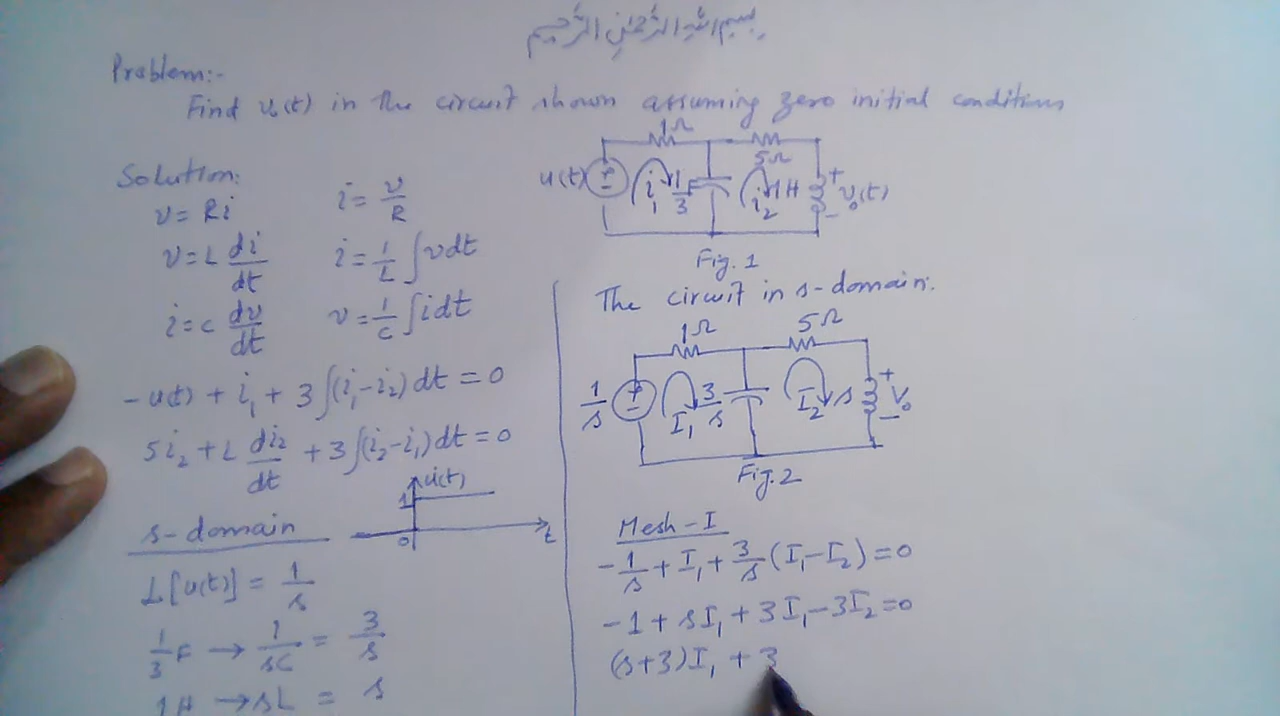 بسم الله الرحمن الرحيم
Problem:-
Find v₀(t) in the circuit shown assuming zero initial conditions
1Ω
5Ω
u(t) + - i₁ 1/3 F i₂ 1H + v₀(t) -
Fig. 1
Solution:
v = Ri i = v/R
v = L di/dt i = 1/L ∫vdt
i = c dv/dt v = 1/c ∫idt
-u(t) + i₁ + 3∫(i₁-i₂)dt = 0
5i₂ + L di₂/dt + 3∫(i₂-i₁)dt = 0
u(t)
1
0 t
s-domain
L[u(t)] = 1/s
1/3 F → 1/sC = 3/s
1H → sL = s
The circuit in s-domain.
1Ω 5Ω
1/s + - I₁ 3/s I₂ s + V₀ -
Fig. 2
Mesh-I
-1/s + I₁ + 3/s (I₁-I₂) = 0
-1 + sI₁ + 3I₁ - 3I₂ = 0
(s+3)I₁ + 3